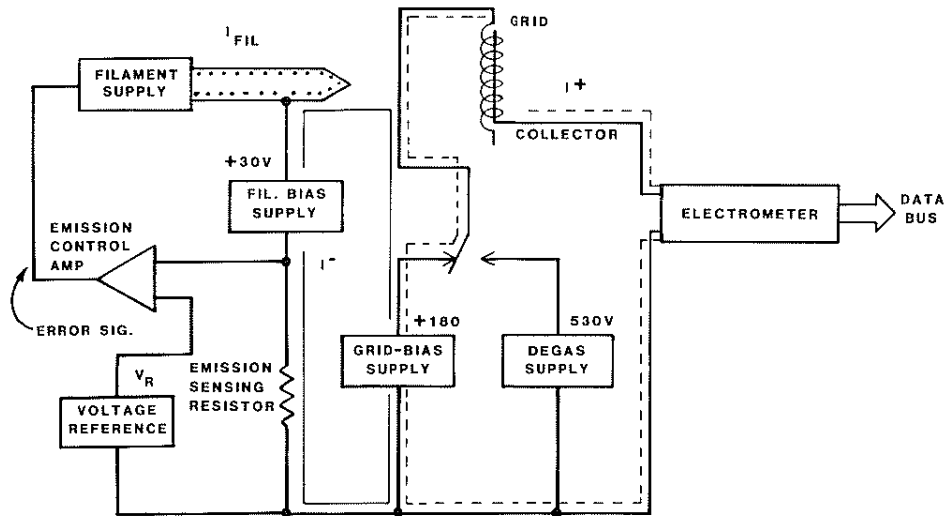 I FIL
GRID
FILAMENT
SUPPLY
I+
COLLECTOR
+30V
FIL. BIAS
SUPPLY
ELECTROMETER
DATA
BUS
EMISSION
CONTROL
AMP
I-
ERROR SIG.
+180
530V
GRID-BIAS
SUPPLY
DEGAS
SUPPLY
VR
EMISSION
SENSING
RESISTOR
VOLTAGE
REFERENCE